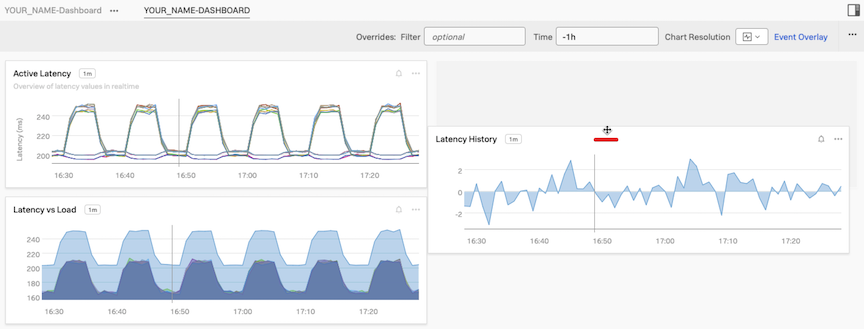 YOUR_NAME-Dashboard ••• YOUR_NAME-DASHBOARD
Overrides: Filter optional Time -1h Chart Resolution Event Overlay •••
Active Latency 1m
Overview of latency values in realtime
Latency (ms)
240
220
200
16:30 16:40 16:50 17:00 17:10 17:20
Latency History 1m
2
0
-2
16:30 16:40 16:50 17:00 17:10 17:20
Latency vs Load 1m
240
220
200
180
160
16:30 16:40 16:50 17:00 17:10 17:20